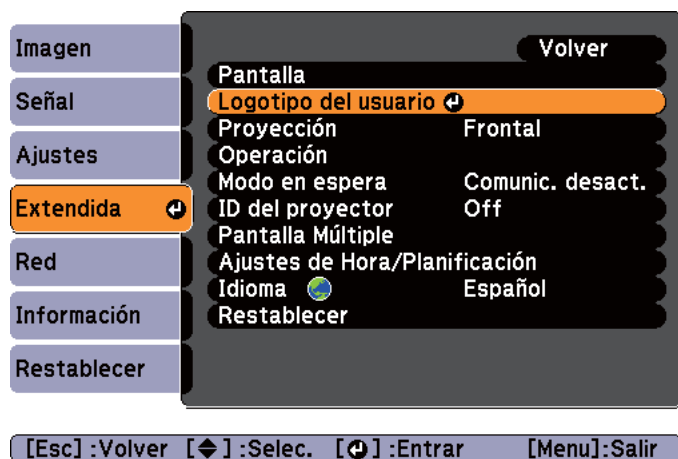 Imagen
Señal
Ajustes
Extendida
Red
Información
Restablecer
Volver
Pantalla
Logotipo del usuario
Proyección Frontal
Operación
Modo en espera Comunic. desact.
ID del proyector Off
Pantalla Múltiple
Ajustes de Hora/Planificación
Idioma Español
Restablecer
[Esc] :Volver [◆] :Selec. [⏎] :Entrar [Menu]:Salir